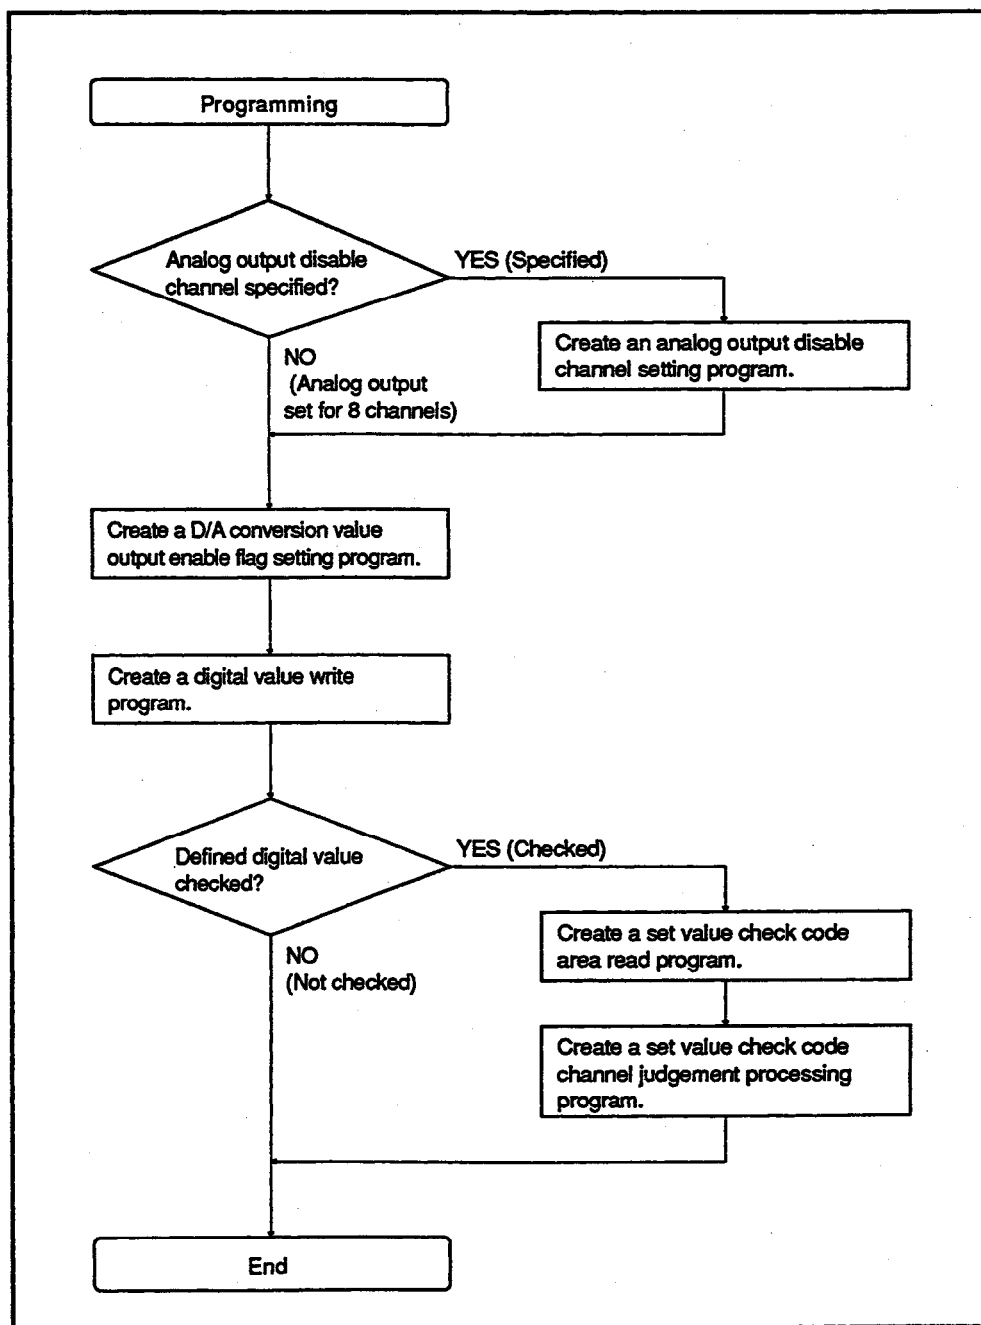 Programming
Analog output disable
channel specified?
YES (Specified)
Create an analog output disable
channel setting program.
NO
(Analog output
set for 8 channels)
Create a D/A conversion value
output enable flag setting program.
Create a digital value write
program.
Defined digital value
checked?
YES (Checked)
Create a set value check code
area read program.
NO
(Not checked)
Create a set value check code
channel judgement processing
program.
End